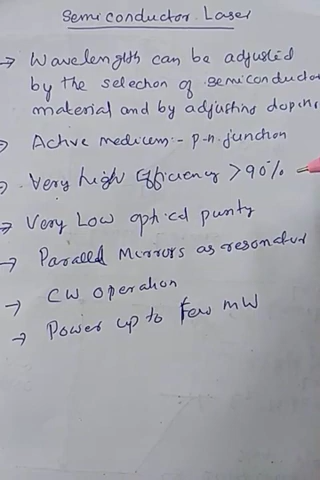 Semiconductor Laser
→ Wavelength can be adjusted
by the selection of semiconductor
material and by adjusting doping
→ Active medium:- p-n junction
→ Very high Efficiency >90%
→ Very Low optical purity
→ Parallel Mirrors as resonator
→ CW operation
→ Power up to few mW